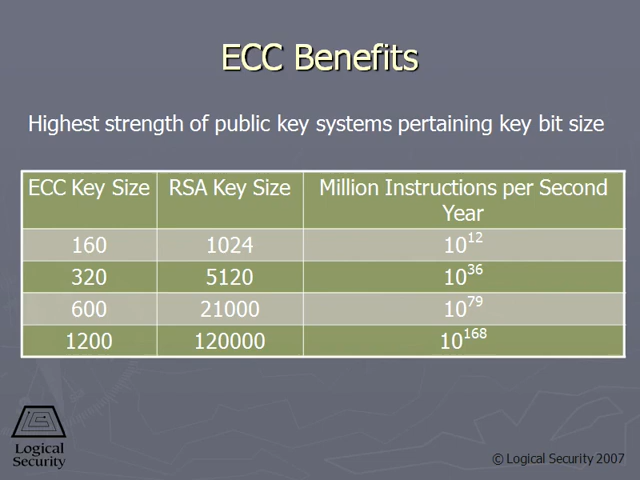 ECC Benefits
Highest strength of public key systems pertaining key bit size
ECC Key Size RSA Key Size Million Instructions per Second
Year
160 1024 10^12
320 5120 10^36
600 21000 10^79
1200 120000 10^168
Logical
Security
© Logical Security 2007